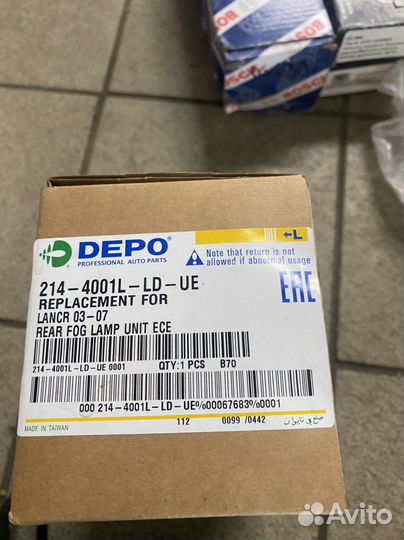 BOSCH
DEPO®
PROFESSIONAL AUTO PARTS
←L
Note that return is not
allowed if abnormal usage
214-4001L-LD-UE
REPLACEMENT FOR
LANCR 03-07
REAR FOG LAMP UNIT ECE
EAC
214-4001L-LD-UE 0001 QTY:1 PCS B70
000 214-4001L-LD-UE%00067683%0001
MADE IN TAIWAN 112 0099 /0442
Avito